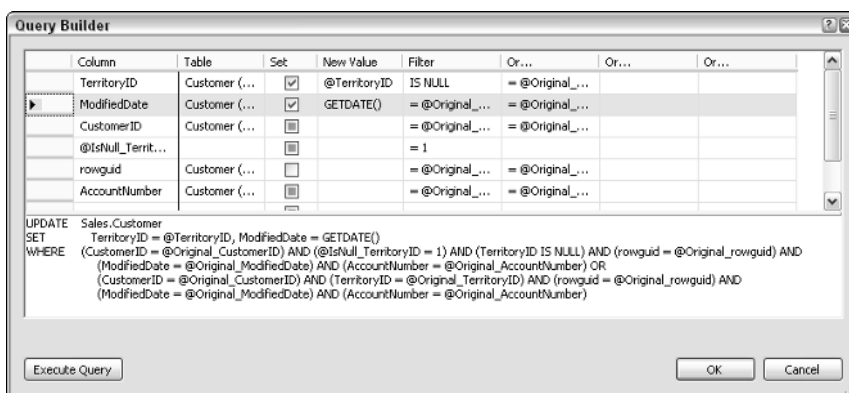 Query Builder
Column Table Set New Value Filter Or... Or... Or...
TerritoryID Customer (... @TerritoryID IS NULL = @Original_...
ModifiedDate Customer (... GETDATE() = @Original_... = @Original_...
CustomerID Customer (... = @Original_... = @Original_...
@IsNull_Territ... = 1
rowguid Customer (... = @Original_... = @Original_...
AccountNumber Customer (... = @Original_... = @Original_...
UPDATE Sales.Customer
SET TerritoryID = @TerritoryID, ModifiedDate = GETDATE()
WHERE (CustomerID = @Original_CustomerID) AND (@IsNull_TerritoryID = 1) AND (TerritoryID IS NULL) AND (rowguid = @Original_rowguid) AND
(ModifiedDate = @Original_ModifiedDate) AND (AccountNumber = @Original_AccountNumber) OR
(CustomerID = @Original_CustomerID) AND (TerritoryID = @Original_TerritoryID) AND (rowguid = @Original_rowguid) AND
(ModifiedDate = @Original_ModifiedDate) AND (AccountNumber = @Original_AccountNumber)
Execute Query OK Cancel